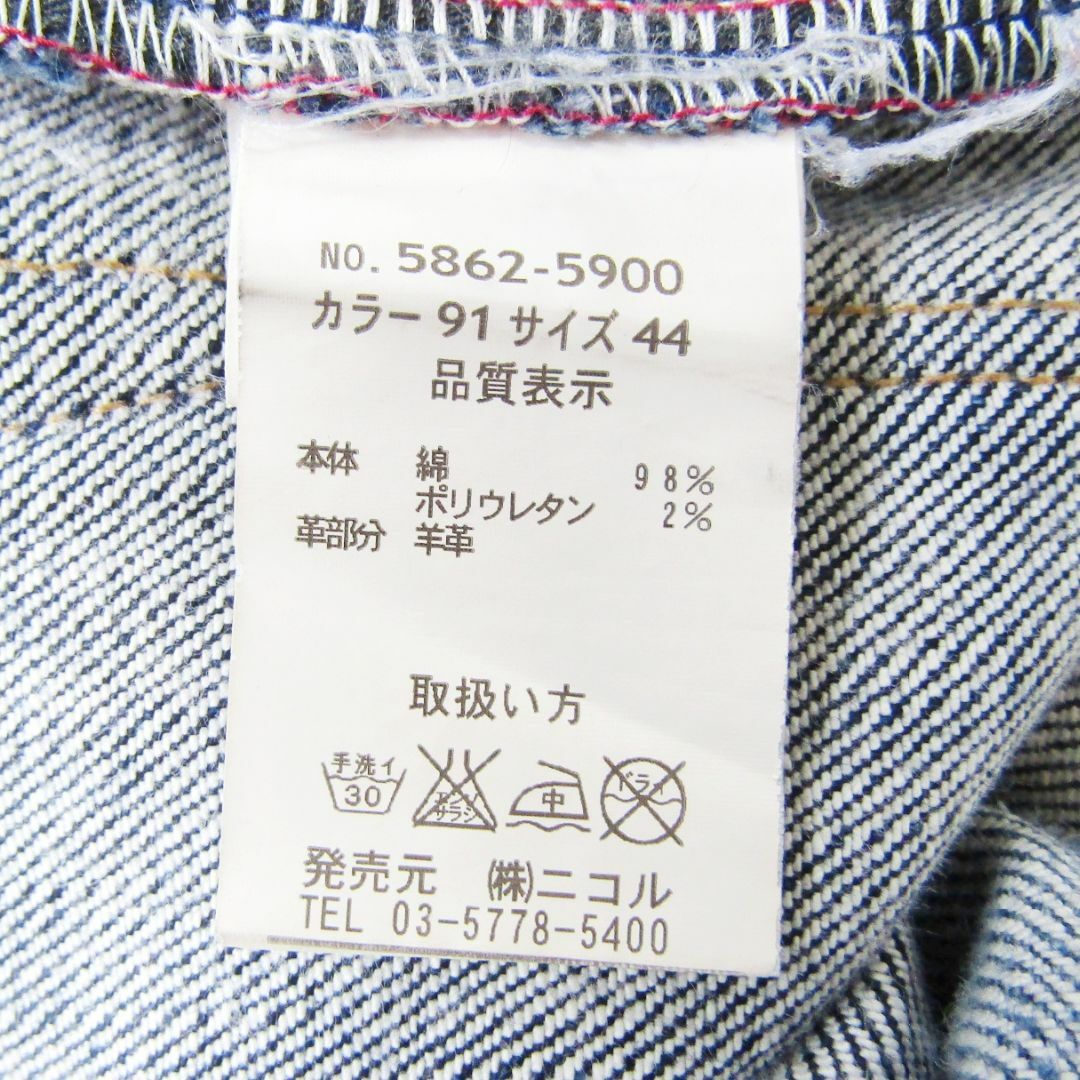 NO. 5862-5900
カラー 91 サイズ 44
品質表示
本体 綿 98%
ポリウレタン 2%
革部分 羊革
取扱い方
手洗イ 30 エンソ サラシ 中 ドライ
発売元 (株)ニコル
TEL 03-5778-5400